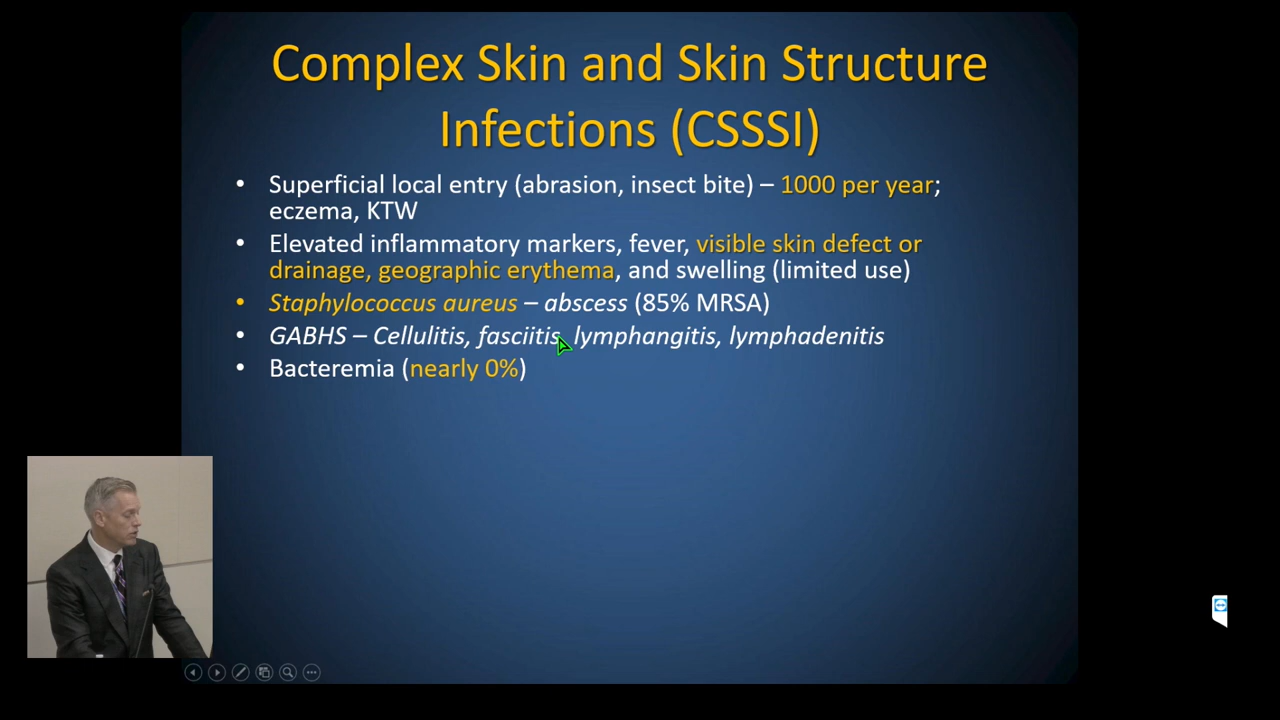 Complex Skin and Skin Structure
Infections (CSSSI)
• Superficial local entry (abrasion, insect bite) – 1000 per year;
eczema, KTW
• Elevated inflammatory markers, fever, visible skin defect or
drainage, geographic erythema, and swelling (limited use)
• Staphylococcus aureus – abscess (85% MRSA)
• GABHS – Cellulitis, fasciitis, lymphangitis, lymphadenitis
• Bacteremia (nearly 0%)